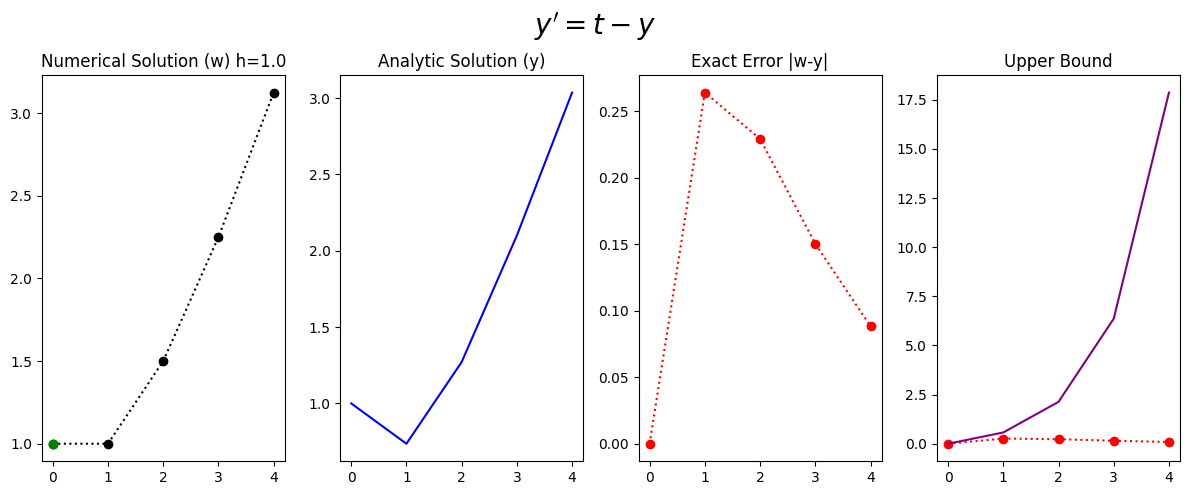 y′ = t − y
Numerical Solution (w) h=1.0
Analytic Solution (y)
Exact Error |w-y|
Upper Bound
3.0
2.5
2.0
1.5
1.0
0 1 2 3 4
3.0
2.5
2.0
1.5
1.0
0 1 2 3 4
0.25
0.20
0.15
0.10
0.05
0.00
0 1 2 3 4
17.5
15.0
12.5
10.0
7.5
5.0
2.5
0.0
0 1 2 3 4